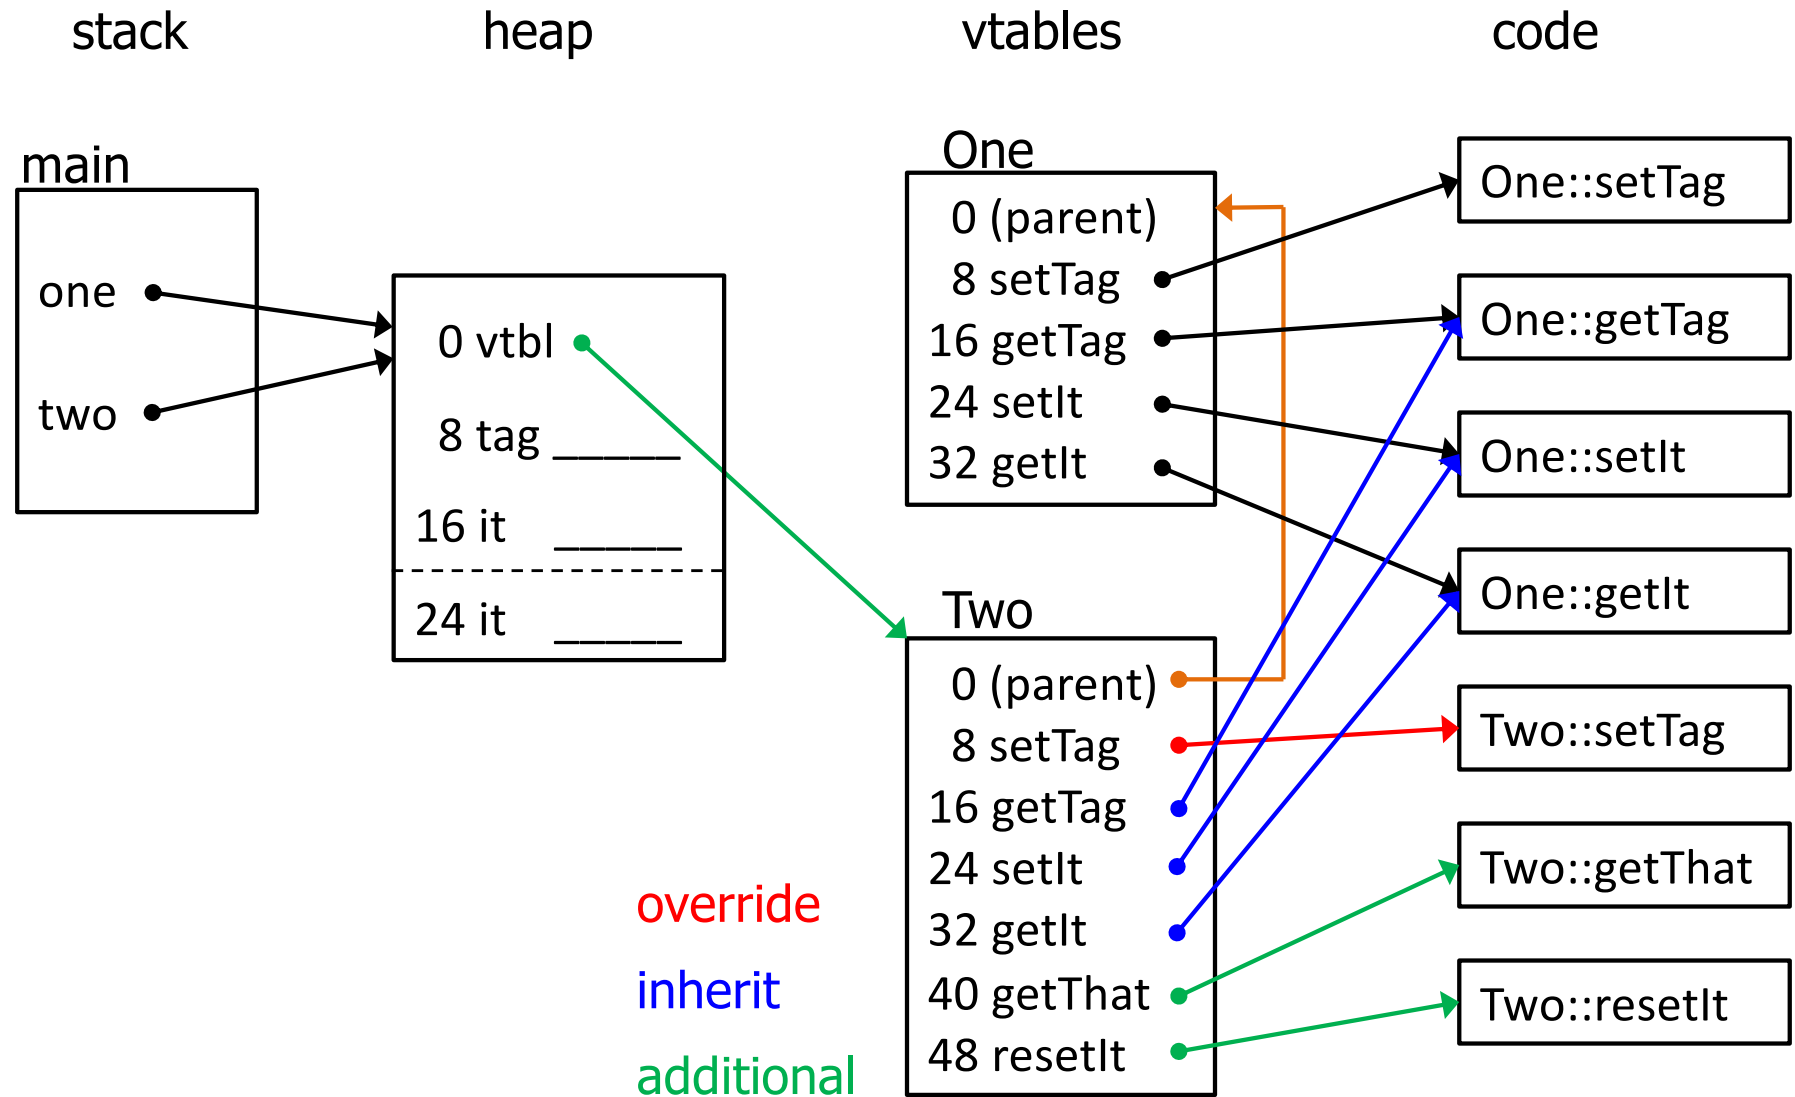 stack
heap
vtables
code
main
one
two
0 vtbl
8 tag _____
16 it _____
24 it _____
One
0 (parent)
8 setTag
16 getTag
24 setIt
32 getIt
Two
0 (parent)
8 setTag
16 getTag
24 setIt
32 getIt
40 getThat
48 resetIt
One::setTag
One::getTag
One::setIt
One::getIt
Two::setTag
Two::getThat
Two::resetIt
override
inherit
additional